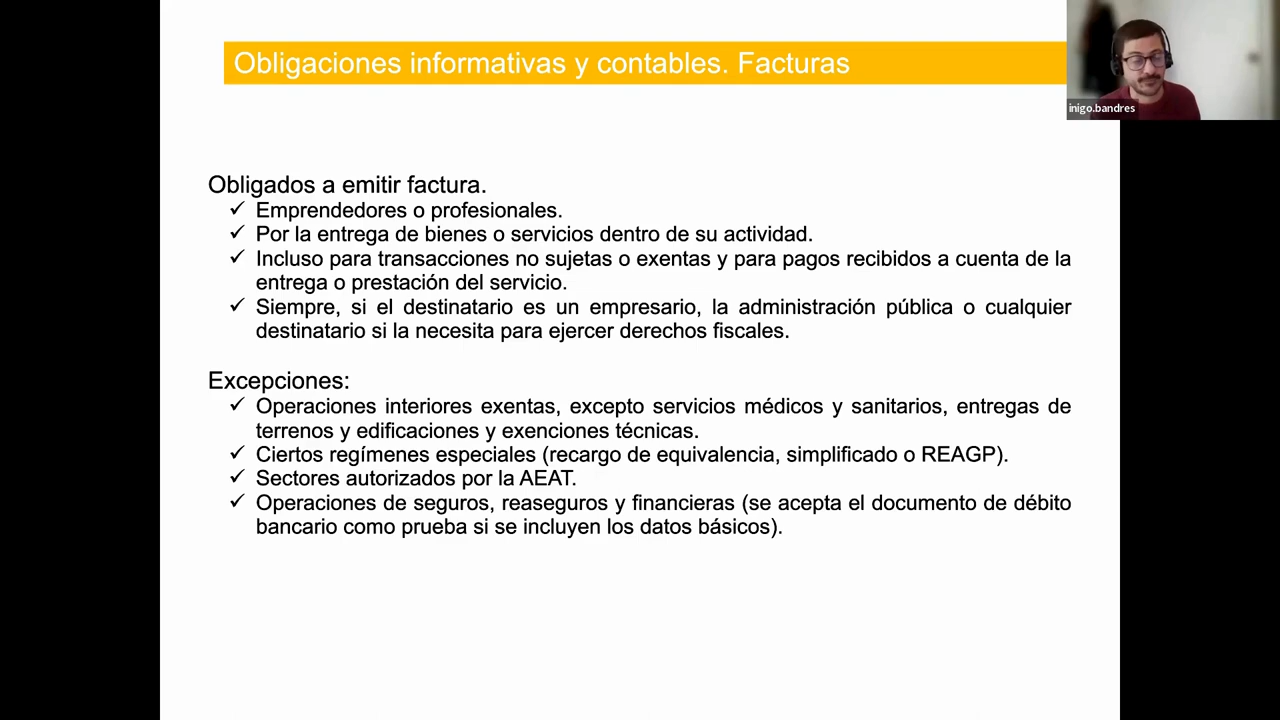 Obligaciones informativas y contables. Facturas
inigo.bandres
Obligados a emitir factura.
✓ Emprendedores o profesionales.
✓ Por la entrega de bienes o servicios dentro de su actividad.
✓ Incluso para transacciones no sujetas o exentas y para pagos recibidos a cuenta de la
entrega o prestación del servicio.
✓ Siempre, si el destinatario es un empresario, la administración pública o cualquier
destinatario si la necesita para ejercer derechos fiscales.
Excepciones:
✓ Operaciones interiores exentas, excepto servicios médicos y sanitarios, entregas de
terrenos y edificaciones y exenciones técnicas.
✓ Ciertos regímenes especiales (recargo de equivalencia, simplificado o REAGP).
✓ Sectores autorizados por la AEAT.
✓ Operaciones de seguros, reaseguros y financieras (se acepta el documento de débito
bancario como prueba si se incluyen los datos básicos).